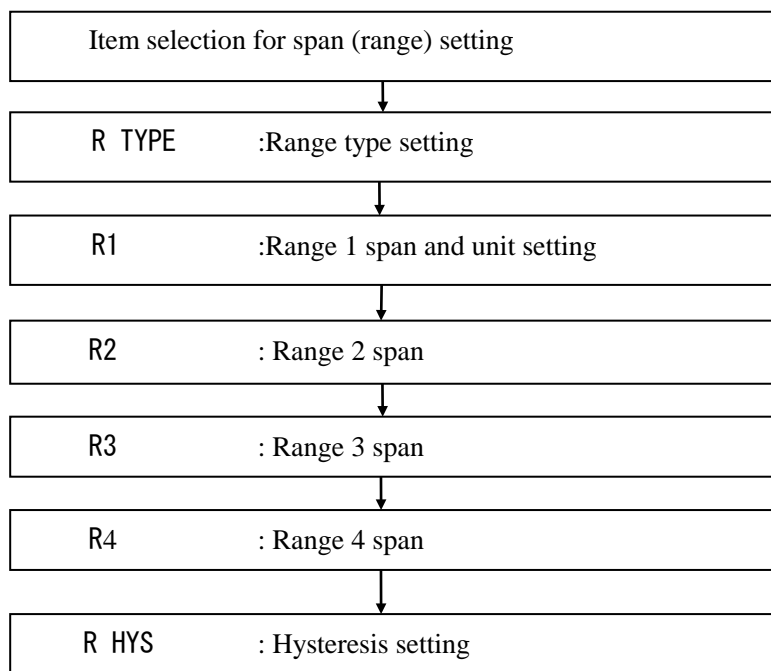 Item selection for span (range) setting
R TYPE :Range type setting
R1 :Range 1 span and unit setting
R2 : Range 2 span
R3 : Range 3 span
R4 : Range 4 span
R HYS : Hysteresis setting